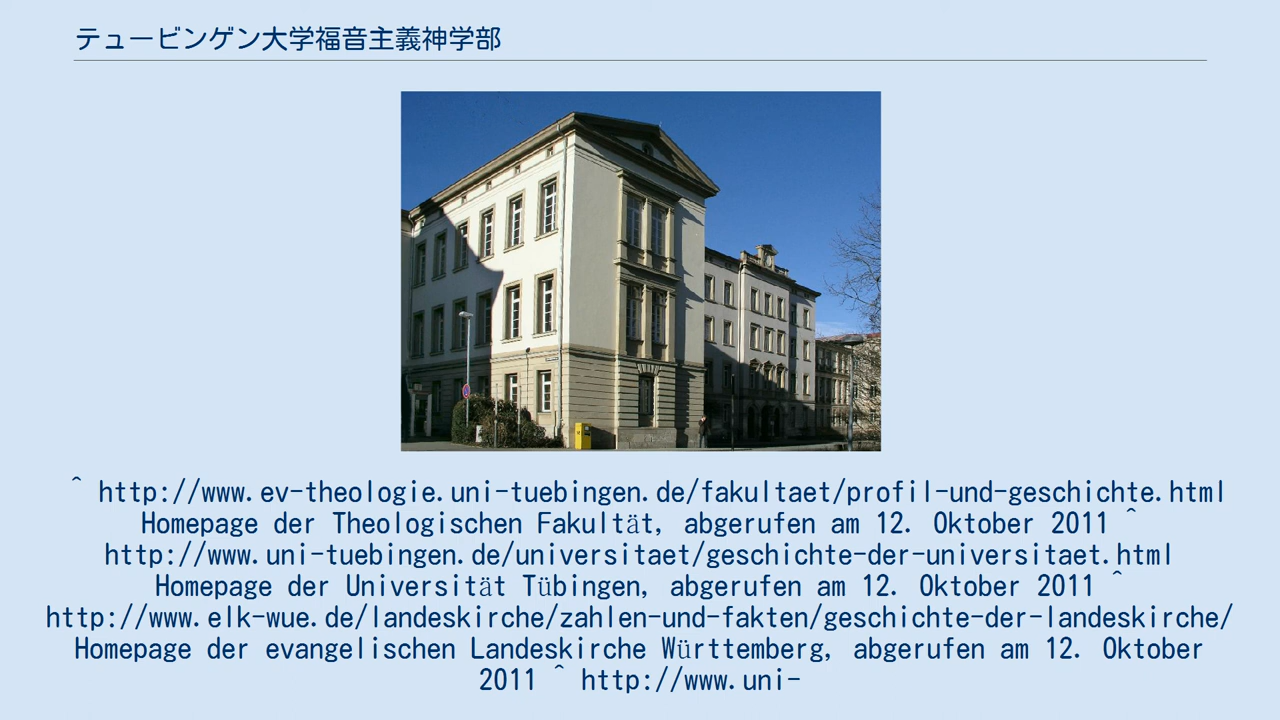 テュービンゲン大学福音主義神学部
^ http://www.ev-theologie.uni-tuebingen.de/fakultaet/profil-und-geschichte.html
Homepage der Theologischen Fakultät, abgerufen am 12. Oktober 2011 ^
http://www.uni-tuebingen.de/universitaet/geschichte-der-universitaet.html
Homepage der Universität Tübingen, abgerufen am 12. Oktober 2011 ^
http://www.elk-wue.de/landeskirche/zahlen-und-fakten/geschichte-der-landeskirche/
Homepage der evangelischen Landeskirche Württemberg, abgerufen am 12. Oktober
2011 ^ http://www.uni-